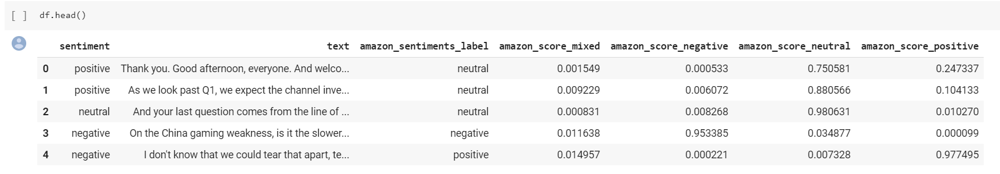 [ ] df.head()
sentiment text amazon_sentiments_label amazon_score_mixed amazon_score_negative amazon_score_neutral amazon_score_positive
0 positive Thank you. Good afternoon, everyone. And welco... neutral 0.001549 0.000533 0.750581 0.247337
1 positive As we look past Q1, we expect the channel inve... neutral 0.009229 0.006072 0.880566 0.104133
2 neutral And your last question comes from the line of ... neutral 0.000831 0.008268 0.980631 0.010270
3 negative On the China gaming weakness, is it the slower... negative 0.011638 0.953385 0.034877 0.000099
4 negative I don't know that we could tear that apart, te... positive 0.014957 0.000221 0.007328 0.977495